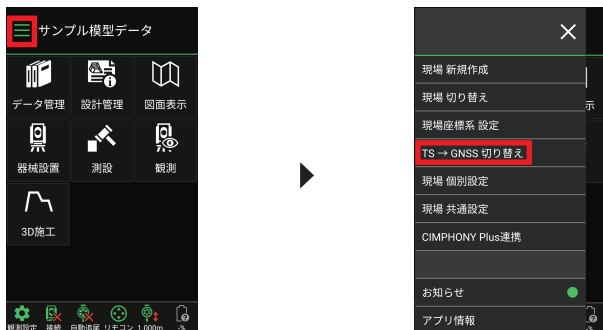 サンプル模型データ
データ管理 設計管理 図面表示
器械設置 測設 観測
3D施工
観測設定 接続 自動追尾 リモコン 1.000m -%
現場 新規作成
現場 切り替え
示
現場座標系 設定
TS → GNSS 切り替え
現場 個別設定
現場 共通設定
CIMPHONY Plus連携
お知らせ
アプリ情報
-%